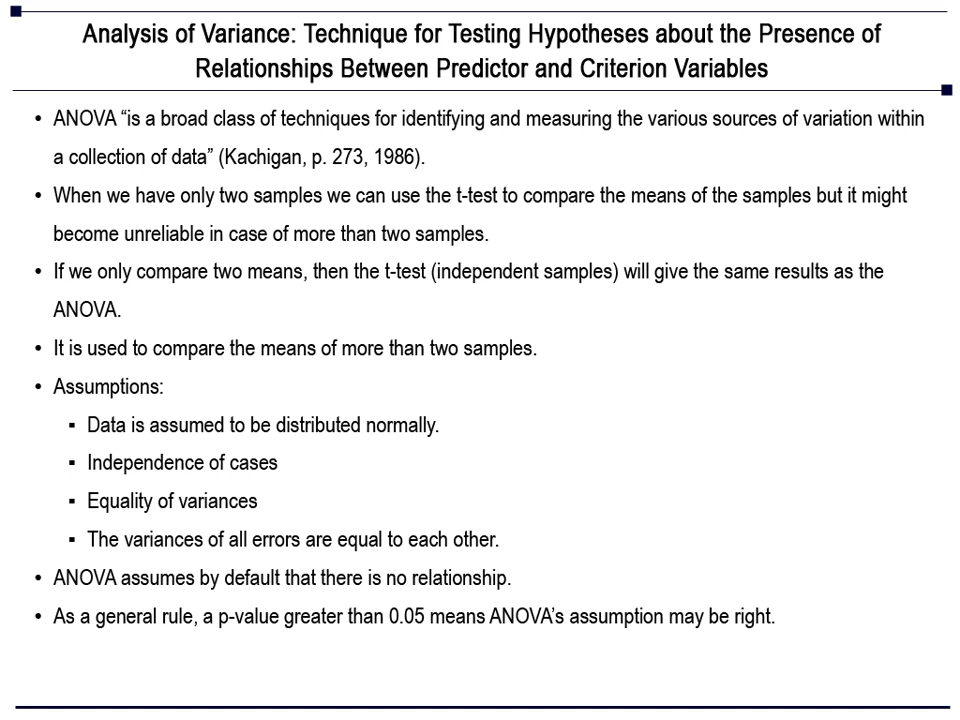 Analysis of Variance: Technique for Testing Hypotheses about the Presence of
Relationships Between Predictor and Criterion Variables
• ANOVA “is a broad class of techniques for identifying and measuring the various sources of variation within
a collection of data” (Kachigan, p. 273, 1986).
• When we have only two samples we can use the t-test to compare the means of the samples but it might
become unreliable in case of more than two samples.
• If we only compare two means, then the t-test (independent samples) will give the same results as the
ANOVA.
• It is used to compare the means of more than two samples.
• Assumptions:
▪ Data is assumed to be distributed normally.
▪ Independence of cases
▪ Equality of variances
▪ The variances of all errors are equal to each other.
• ANOVA assumes by default that there is no relationship.
• As a general rule, a p-value greater than 0.05 means ANOVA’s assumption may be right.